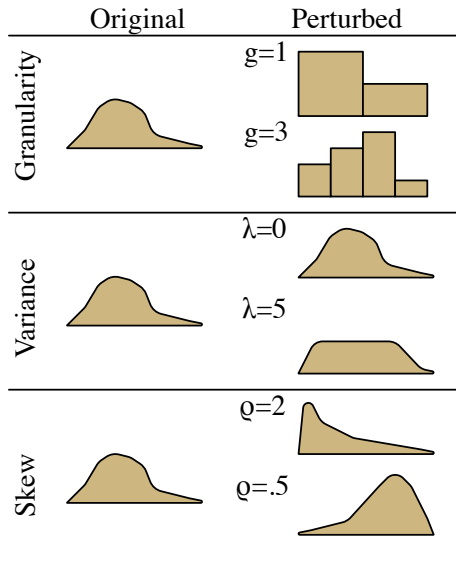 Original Perturbed
Granularity
g=1
g=3
Variance
λ=0
λ=5
Skew
ϱ=2
ϱ=.5